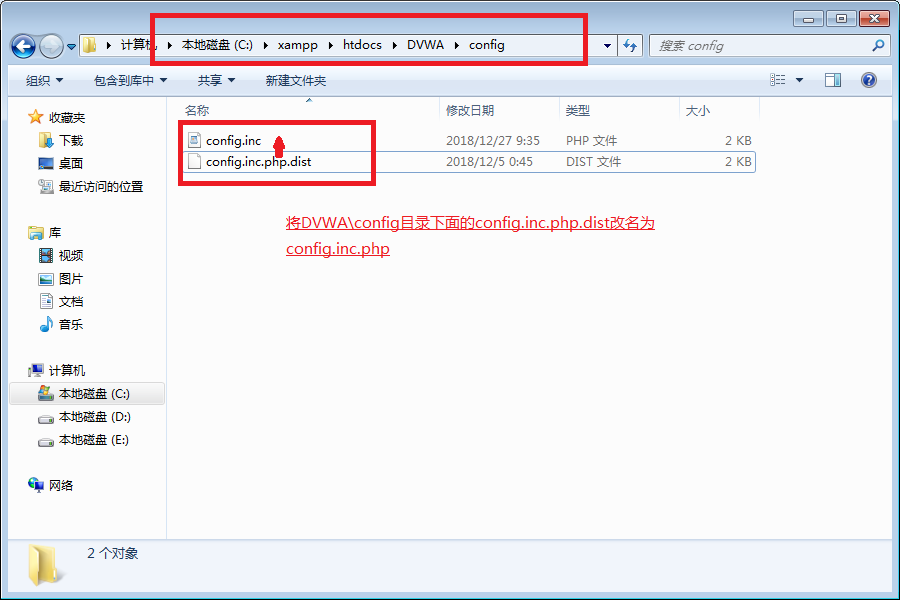 计算机 本地磁盘 (C:) xampp htdocs DVWA config 搜索 config
组织 包含到库中 共享 新建文件夹
收藏夹
下载
桌面
最近访问的位置
库
视频
图片
文档
音乐
计算机
本地磁盘 (C:)
本地磁盘 (D:)
本地磁盘 (E:)
网络
名称 修改日期 类型 大小
config.inc 2018/12/27 9:35 PHP 文件 2 KB
config.inc.php.dist 2018/12/5 0:45 DIST 文件 2 KB
将DVWA\config目录下面的config.inc.php.dist改名为
config.inc.php
2 个对象